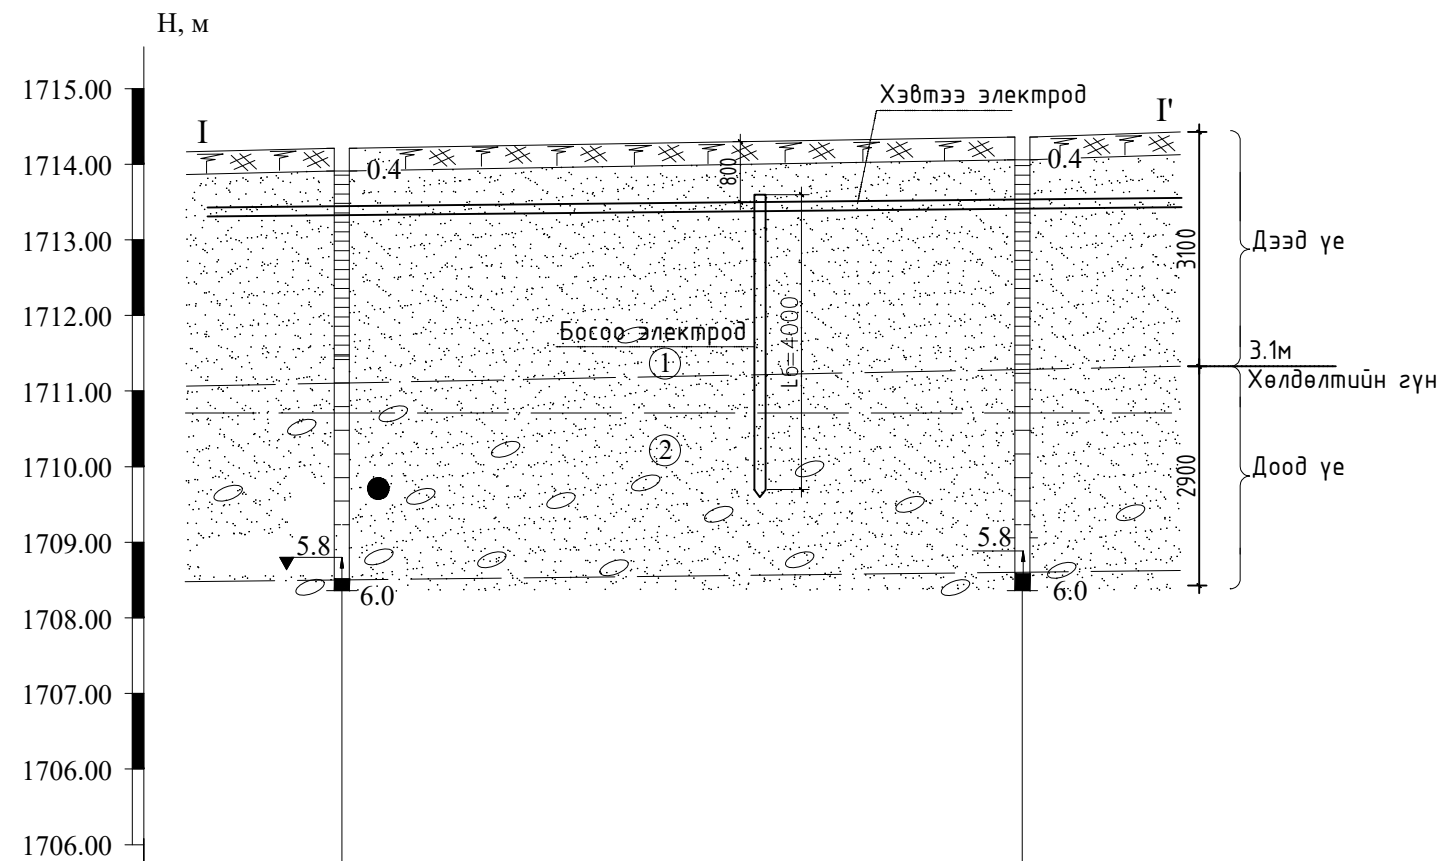 Н, м
1715.00
1714.00
1713.00
1712.00
1711.00
1710.00
1709.00
1708.00
1707.00
1706.00
1706.00
I
I'
Хэвтээ электрод
0.4
0.4
800
3100
Дээд үе
Босоо электрод
Lб=4000
1
3.1м
Хөлдөлтийн гүн
2
2900
Доод үе
5.8
5.8
6.0
6.0